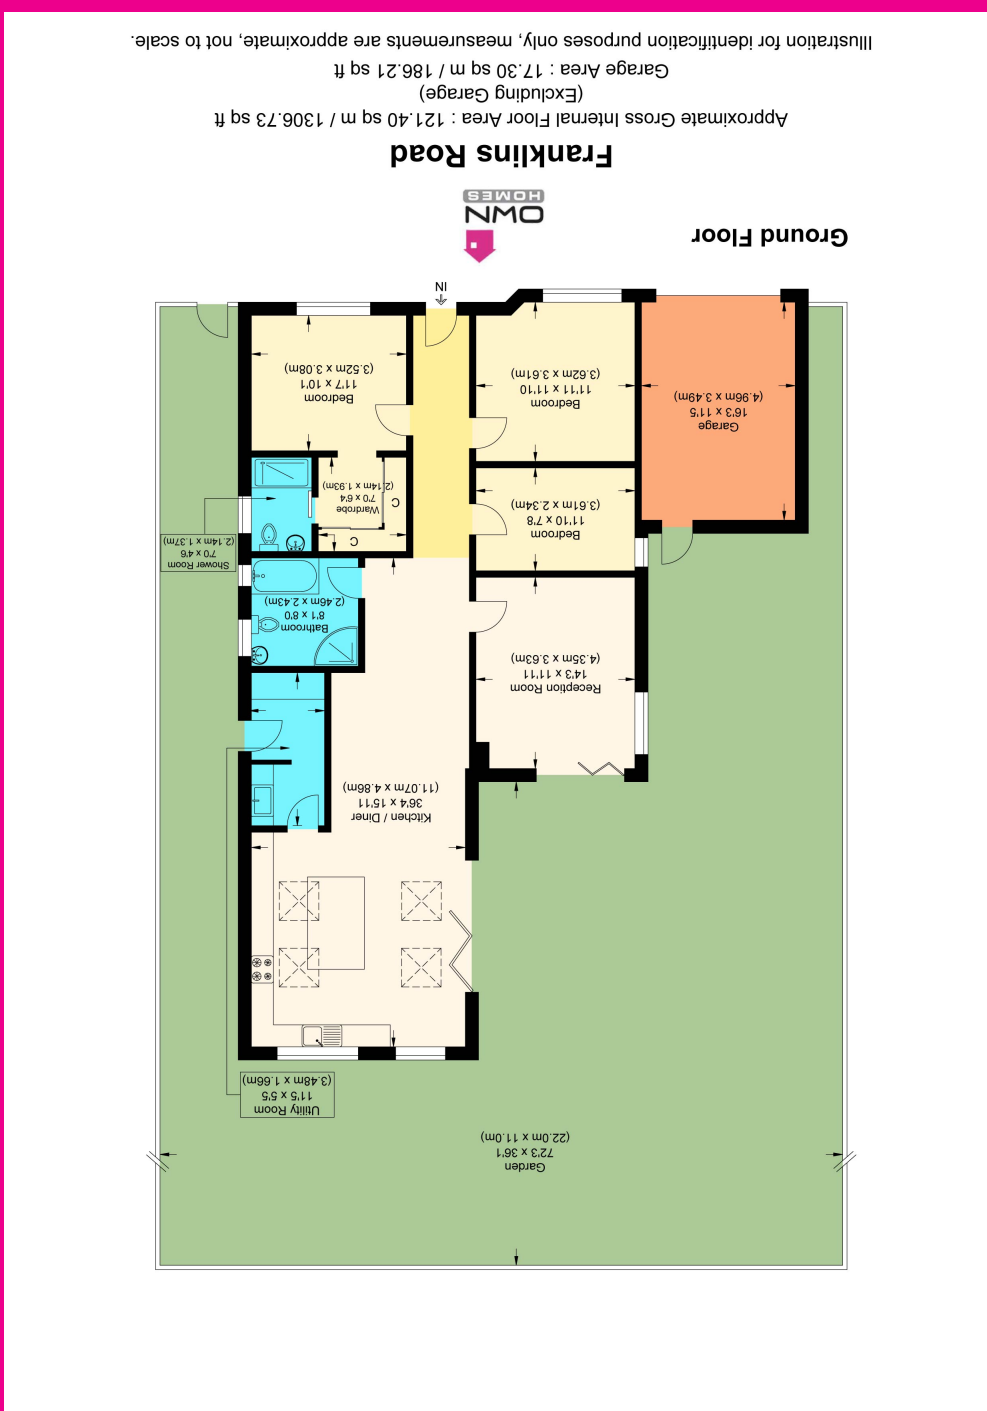 Garden
72'3 x 36'1
(22.0m x 11.0m)
Utility Room
11'5 x 5'5
(3.48m x 1.66m)
Kitchen / Diner
36'4 x 15'11
(11.07m x 4.86m)
Reception Room
14'3 x 11'11
(4.35m x 3.63m)
Bathroom
8'1 x 8'0
(2.46m x 2.43m)
Shower Room
7'0 x 4'6
(2.14m x 1.37m)
Bedroom
11'10 x 7'8
(3.61m x 2.34m)
C
C
Wardrobe
7'0 x 6'4
(2.14m x 1.93m)
Garage
16'3 x 11'5
(4.96m x 3.49m)
Bedroom
11'11 x 11'10
(3.62m x 3.61m)
Bedroom
11'7 x 10'1
(3.52m x 3.08m)
IN
Ground Floor
OWN
HOMES
Franklins Road
Approximate Gross Internal Floor Area : 121.40 sq m / 1306.73 sq ft
(Excluding Garage)
Garage Area : 17.30 sq m / 186.21 sq ft
Illustration for identification purposes only, measurements are approximate, not to scale.